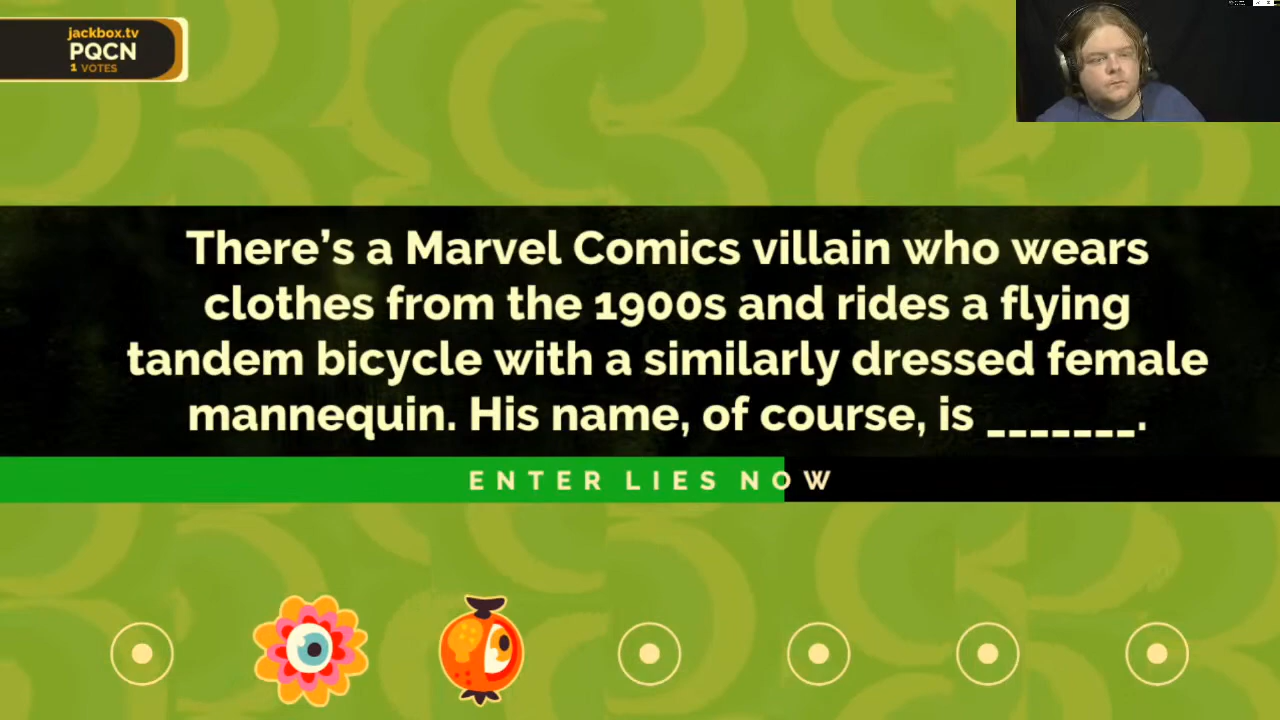 jackbox.tv
PQCN
1 VOTES
There's a Marvel Comics villain who wears
clothes from the 1900s and rides a flying
tandem bicycle with a similarly dressed female
mannequin. His name, of course, is _______.
ENTER LIES NOW